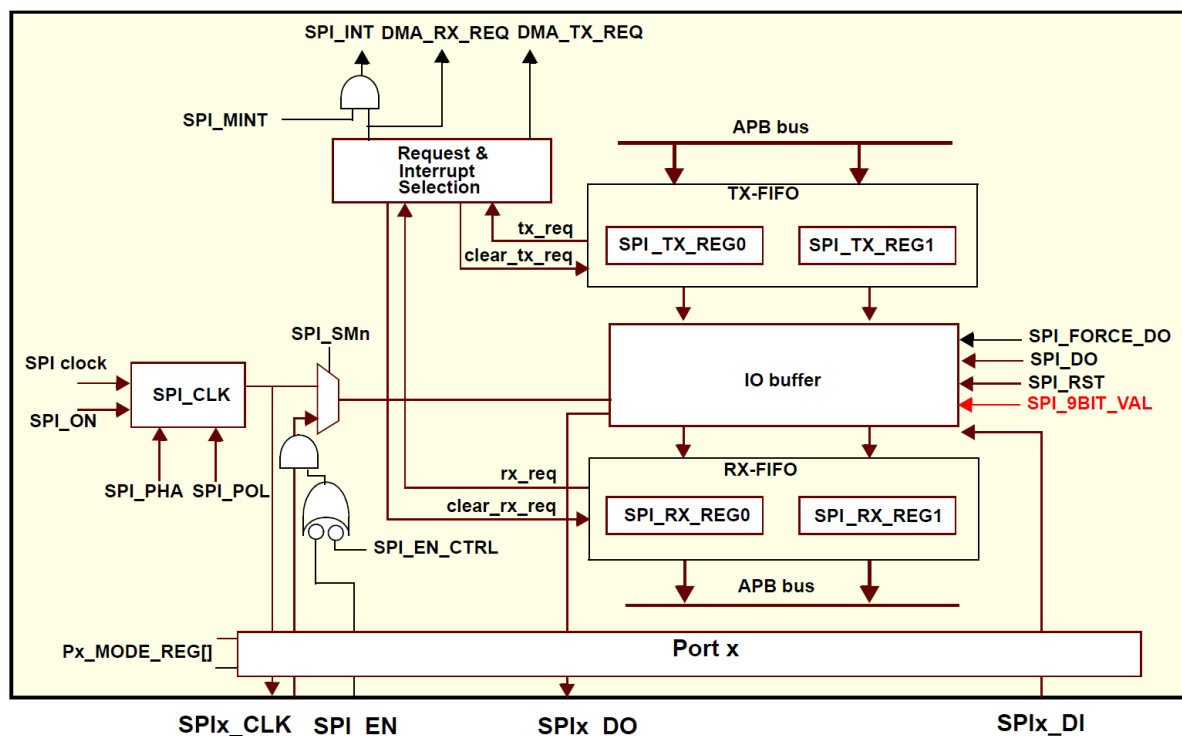 SPI_INT DMA_RX_REQ DMA_TX_REQ
SPI_MINT
Request &
Interrupt
Selection
APB bus
TX-FIFO
SPI_TX_REG0 SPI_TX_REG1
tx_req
clear_tx_req
SPI_SMn
SPI clock
SPI_CLK
SPI_ON
SPI_PHA SPI_POL
IO buffer
SPI_FORCE_DO
SPI_DO
SPI_RST
SPI_9BIT_VAL
rx_req
clear_rx_req
RX-FIFO
SPI_RX_REG0 SPI_RX_REG1
SPI_EN_CTRL
APB bus
Px_MODE_REG[]
Port x
SPIx_CLK SPI_EN SPIx_DO SPIx_DI